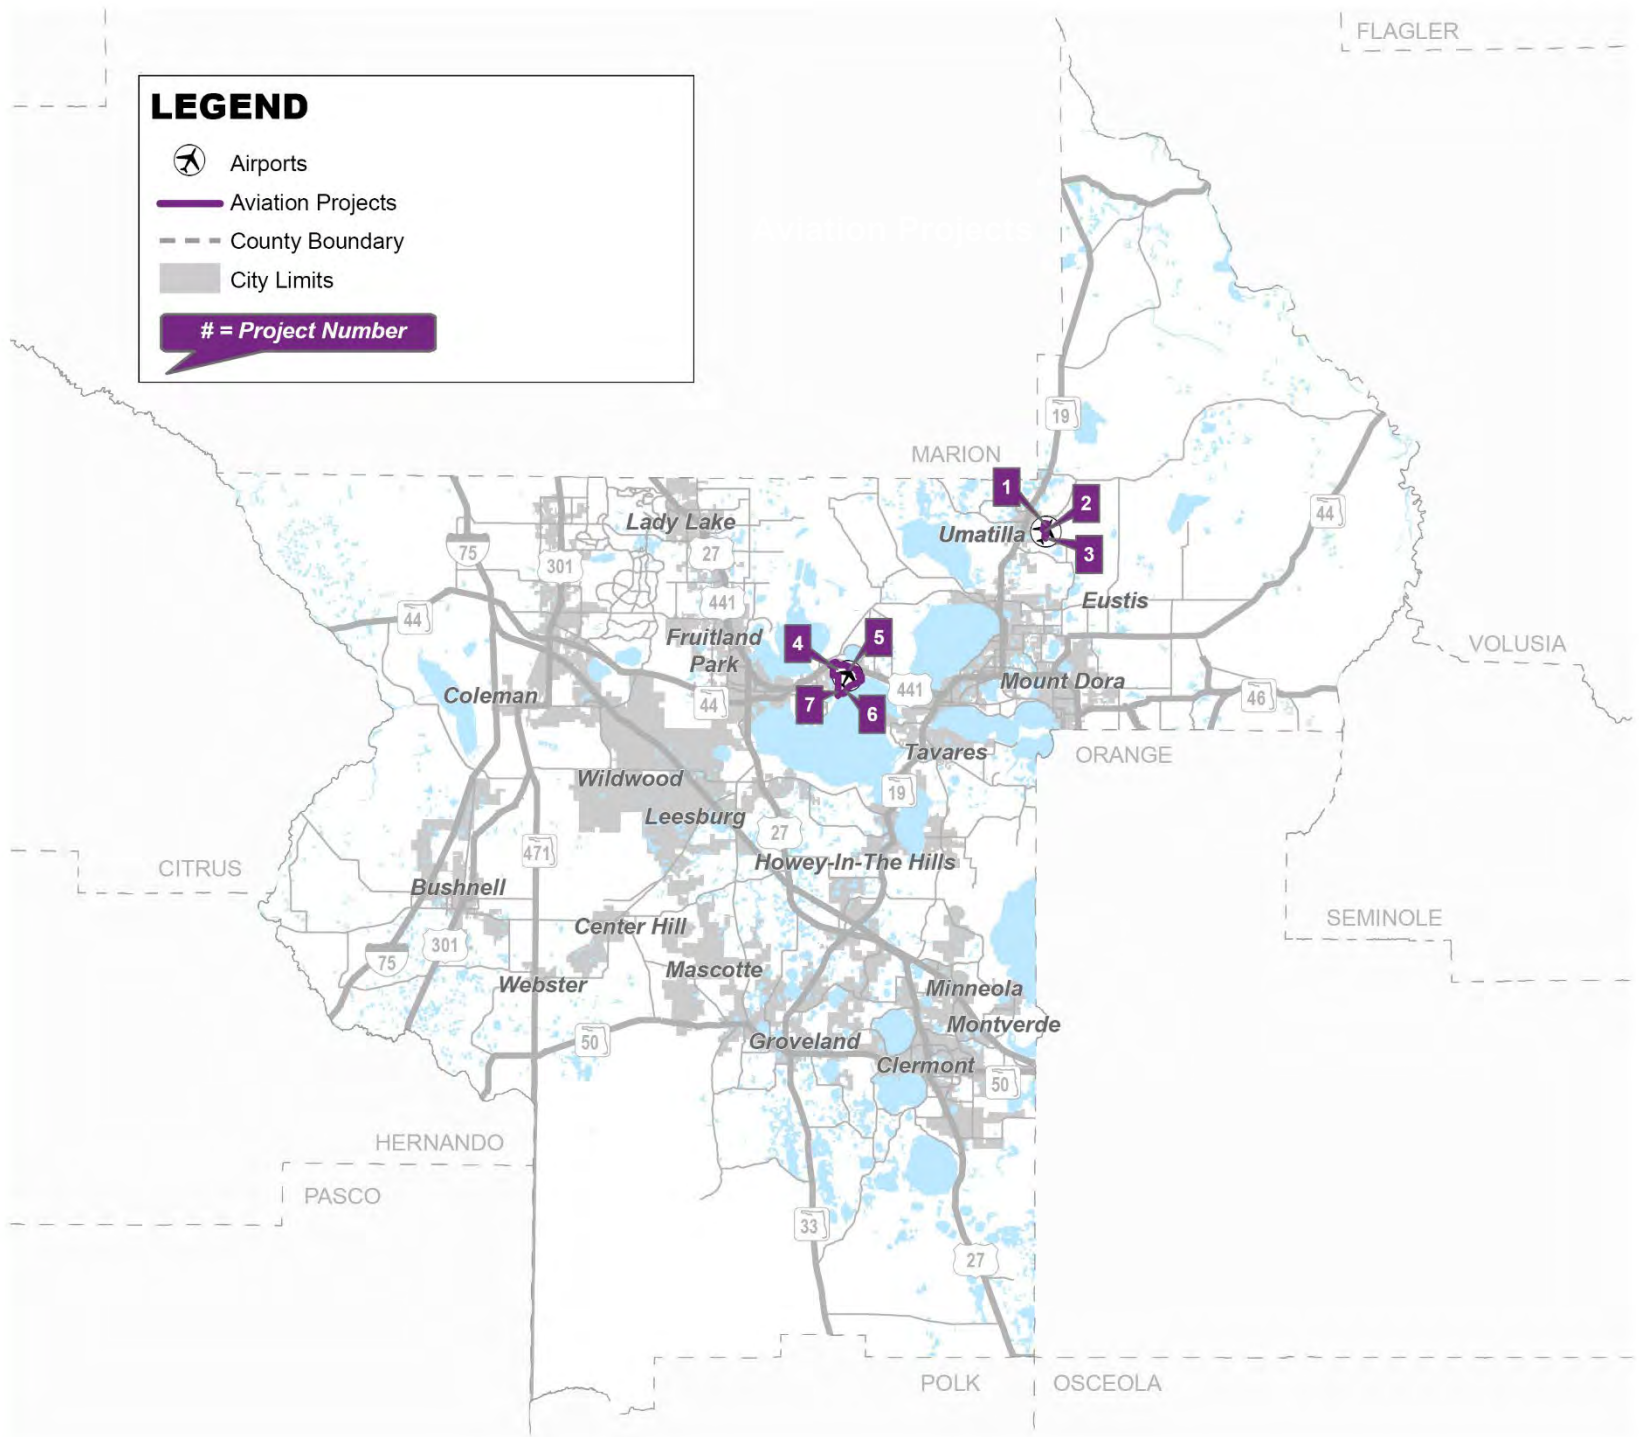 FLAGLER
LEGEND
Airports
Aviation Projects
County Boundary
City Limits
# = Project Number
Aviation Projects
19
MARION
1
2
Umatilla
3
44
Lady Lake
75
27
301
441
Eustis
44
Fruitland
Park
4
5
VOLUSIA
Coleman
44
7
6
441
Mount Dora
46
Tavares
ORANGE
Wildwood
19
Leesburg
27
471
Howey-In-The Hills
CITRUS
Bushnell
SEMINOLE
Center Hill
301
75
Mascotte
Webster
Minneola
Montverde
50
Groveland
Clermont
50
HERNANDO
PASCO
33
27
POLK
OSCEOLA